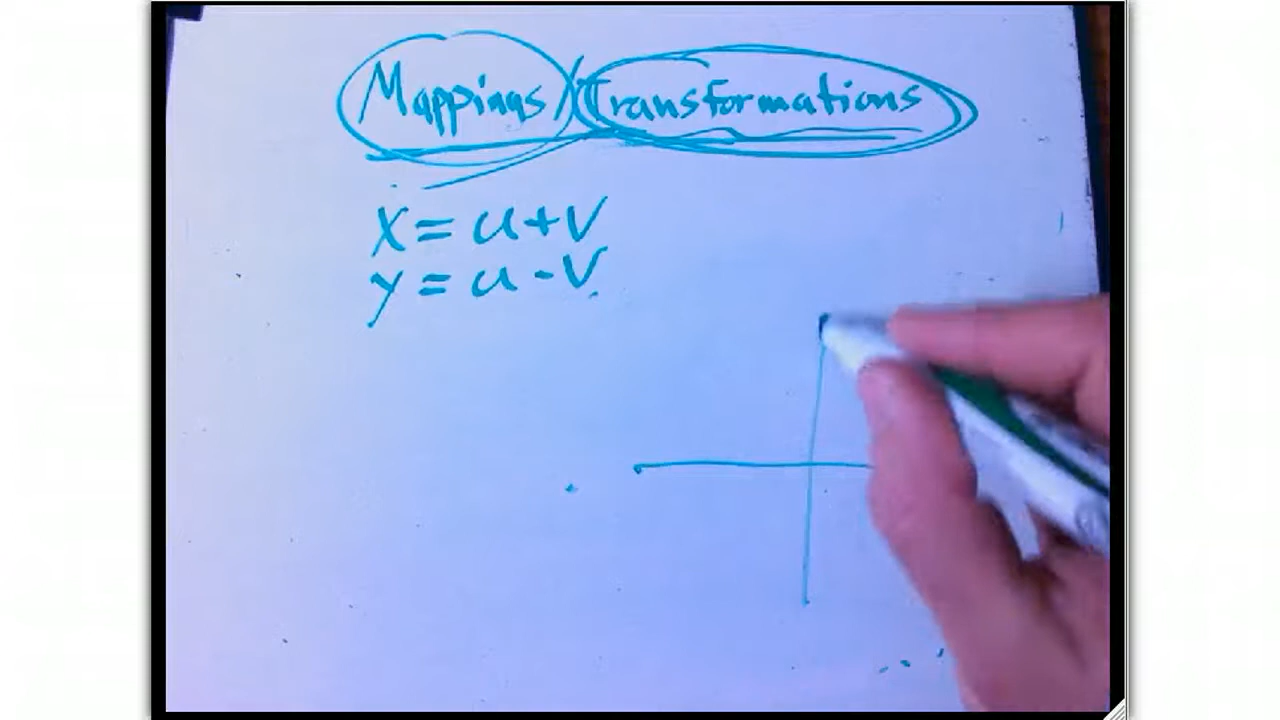 Mappings/Transformations
x = u+v
y = u-v